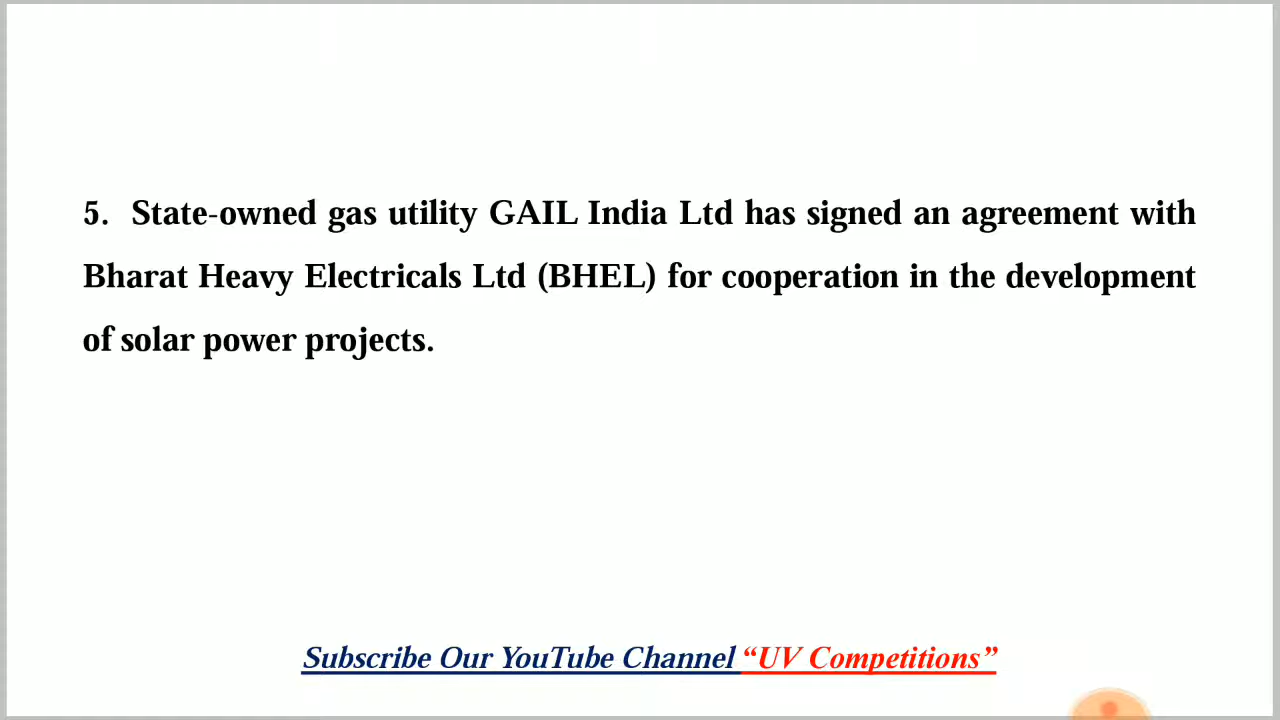 5. State-owned gas utility GAIL India Ltd has signed an agreement with
Bharat Heavy Electricals Ltd (BHEL) for cooperation in the development
of solar power projects.
Subscribe Our YouTube Channel “UV Competitions”